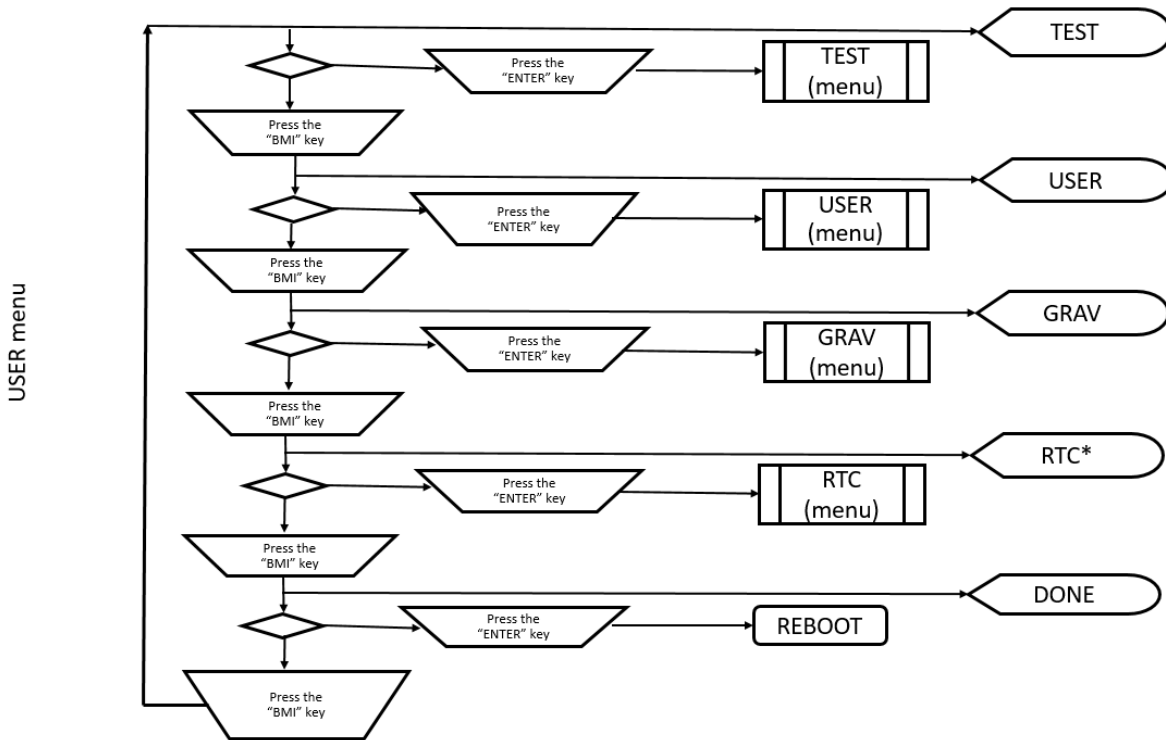 TEST
Press the
“ENTER” key
TEST
(menu)
Press the
“BMI” key
USER
Press the
“ENTER” key
USER
(menu)
Press the
“BMI” key
USER menu
GRAV
Press the
“ENTER” key
GRAV
(menu)
Press the
“BMI” key
RTC*
Press the
“ENTER” key
RTC
(menu)
Press the
“BMI” key
DONE
Press the
“ENTER” key
REBOOT
Press the
“BMI” key